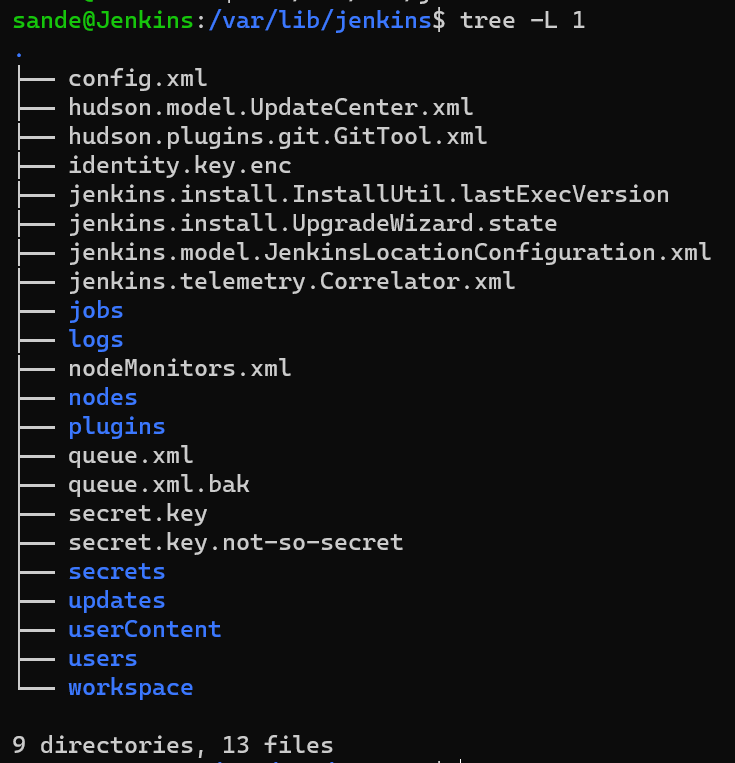 sande@Jenkins:/var/lib/jenkins$ tree -L 1
.
├── config.xml
├── hudson.model.UpdateCenter.xml
├── hudson.plugins.git.GitTool.xml
├── identity.key.enc
├── jenkins.install.InstallUtil.lastExecVersion
├── jenkins.install.UpgradeWizard.state
├── jenkins.model.JenkinsLocationConfiguration.xml
├── jenkins.telemetry.Correlator.xml
├── jobs
├── logs
├── nodeMonitors.xml
├── nodes
├── plugins
├── queue.xml
├── queue.xml.bak
├── secret.key
├── secret.key.not-so-secret
├── secrets
├── updates
├── userContent
├── users
└── workspace
9 directories, 13 files